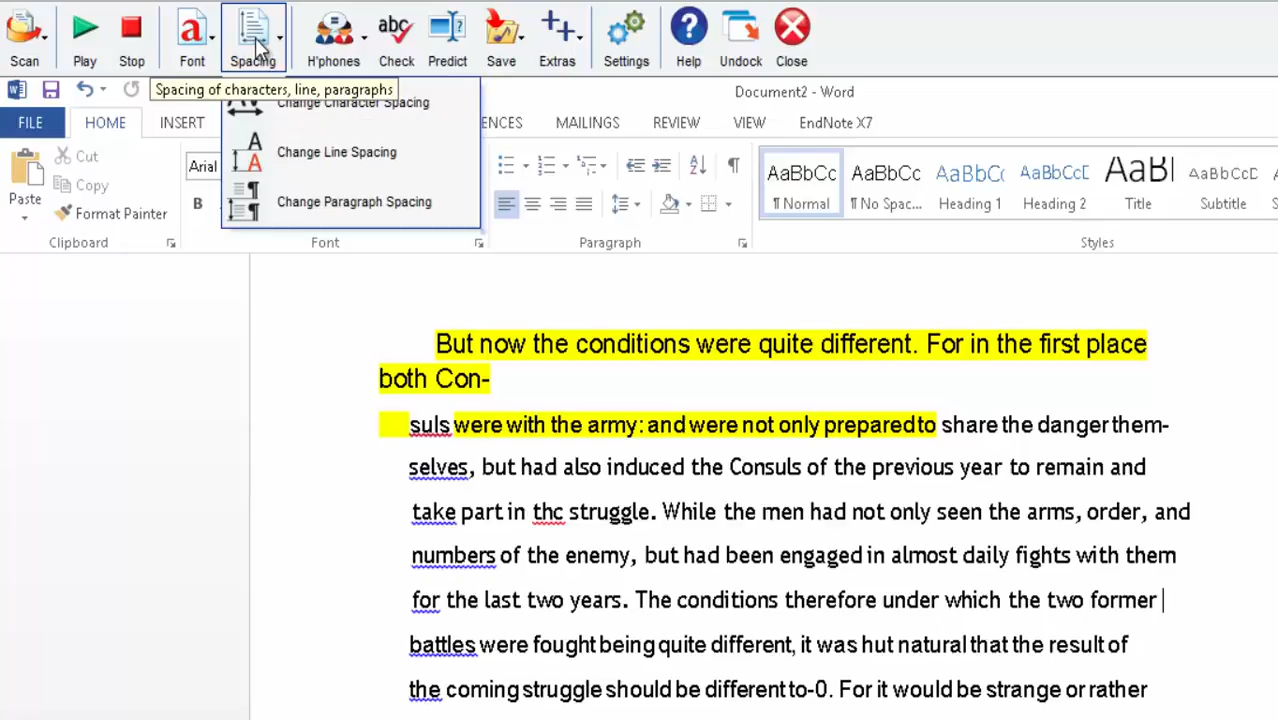 Scan Play Stop Font Spacing H'phones Check Predict Save Extras Settings Help Undock Close
Spacing of characters, line, paragraphs
Document2 - Word
Change Character Spacing
FILE HOME INSERT ENCES MAILINGS REVIEW VIEW EndNote X7
Change Line Spacing
Change Paragraph Spacing
Cut
Copy
Paste
Format Painter
Arial
B
AaBbCc AaBbCc AaBbC AaBbCcC AaB AaBbCcD
¶ Normal ¶ No Spac... Heading 1 Heading 2 Title Subtitle
Clipboard Font Paragraph Styles
But now the conditions were quite different. For in the first place
both Con-
suls were with the army: and were not only prepared to share the danger them-
selves, but had also induced the Consuls of the previous year to remain and
take part in thc struggle. While the men had not only seen the arms, order, and
numbers of the enemy, but had been engaged in almost daily fights with them
for the last two years. The conditions therefore under which the two former
battles were fought being quite different, it was hut natural that the result of
the coming struggle should be different to-0. For it would be strange or rather